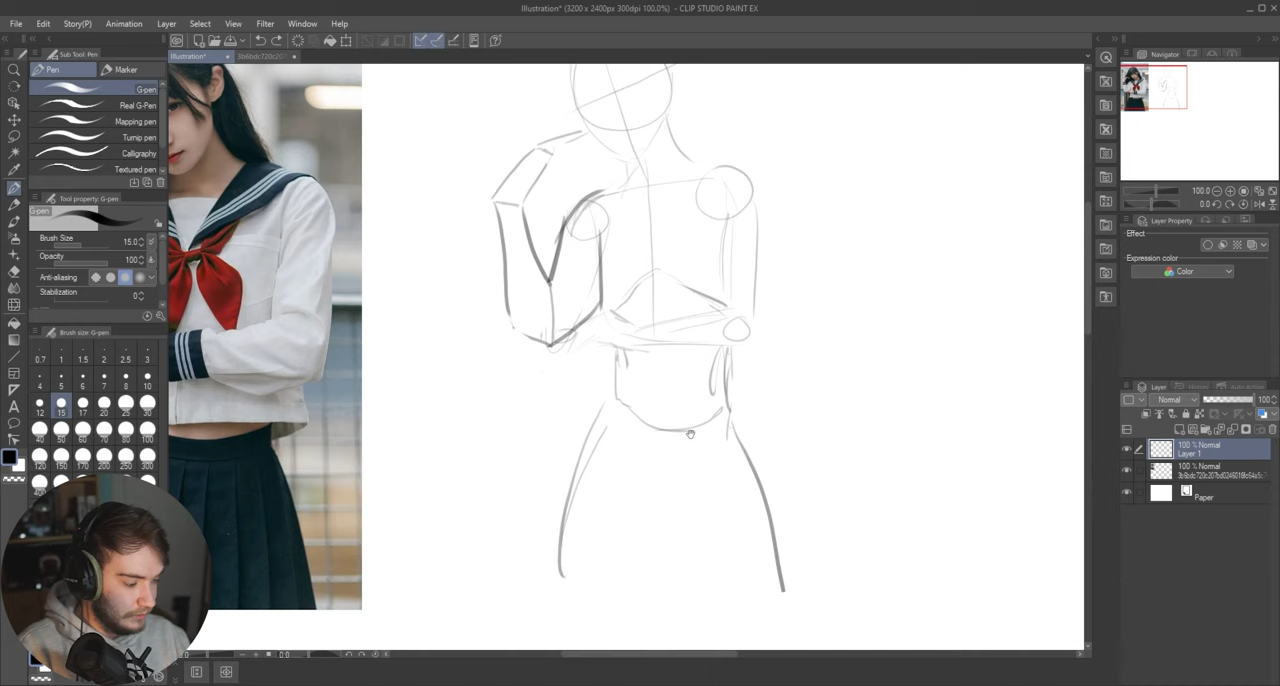 Illustration* (3200 x 2400px 300dpi 100.0%) - CLIP STUDIO PAINT EX
File Edit Story(P) Animation Layer Select View Filter Window Help
Sub Tool: Pen
Pen Marker
G-pen
Real G-Pen
Mapping pen
Turnip pen
Calligraphy
Textured pen
Tool property: G-pen
G-pen
Brush Size 15.0
Opacity 100
Anti-aliasing
Stabilization 0
Brush size: G-pen
0.7 1 1.5 2 2.5 3
4 5 6 7 8 10
12 15 17 20 25 30
40 50 60 70 80 100
120 150 170 200 250 300
Illustration*
Navigator
100.0
0.0
Layer Property
Effect
Expression color
Color
Layer
Normal 100
100 % Normal
Layer 1
100 % Normal
Paper